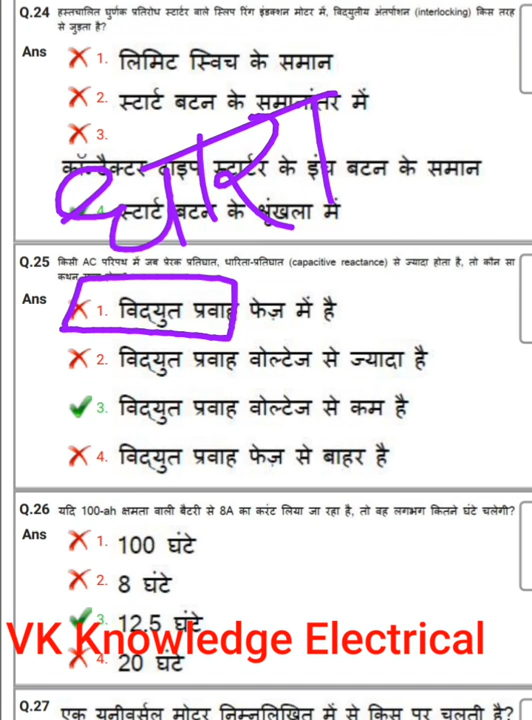 Q.24 हस्तचालित घुर्णक प्रतिरोध स्टार्टर वाले स्लिप रिंग इंडक्शन मोटर में, विद्युतीय अंतर्पाशन (interlocking) किस तरह
से जुड़ता है?
Ans 1. लिमिट स्विच के समान
2. स्टार्ट बटन के समानांतर में
3.
कॉन्टैक्टर टाइप स्टार्टर के इंच बटन के समान
4. स्टार्ट बटन के श्रृंखला में
धारा
Q.25 किसी AC परिपथ में जब प्रेरक प्रतिघात, धारिता-प्रतिघात (capacitive reactance) से ज्यादा होता है, तो कौन सा
कथन
Ans 1. विद्युत प्रवाह फेज़ में है
2. विद्युत प्रवाह वोल्टेज से ज्यादा है
3. विद्युत प्रवाह वोल्टेज से कम है
4. विद्युत प्रवाह फेज़ से बाहर है
Q.26 यदि 100-ah क्षमता वाली बैटरी से 8A का करंट लिया जा रहा है, तो वह लगभग कितने घंटे चलेगी?
Ans 1. 100 घंटे
2. 8 घंटे
3. 12.5 घंटे
VK Knowledge Electrical
4. 20 घंटे
Q.27 एक यूनीवर्सल मोटर निम्नलिखित में से किस पर चलती है?